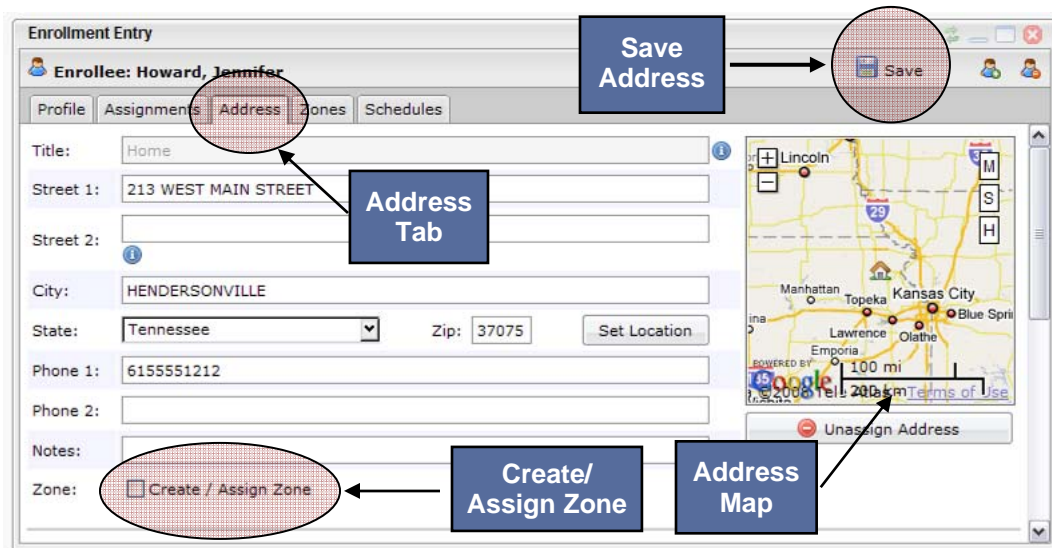 Enrollment Entry
Save
Address
Enrollee: Howard, Jennifer
Save
Profile Assignments Address Zones Schedules
Title: Home
Street 1: 213 WEST MAIN STREET
Address
Tab
Street 2:
City: HENDERSONVILLE
State: Tennessee Zip: 37075 Set Location
Phone 1: 6155551212
Phone 2:
Notes:
Zone: Create / Assign Zone
Create/
Assign Zone
Lincoln
M
S
H
29
Manhattan
Topeka
Kansas City
Blue Spri
Lawrence
Olathe
Emporia
POWERED BY
Google
100 mi
200 km
©2008 Tele Atlas - Terms of Use
Unassign Address
Address
Map